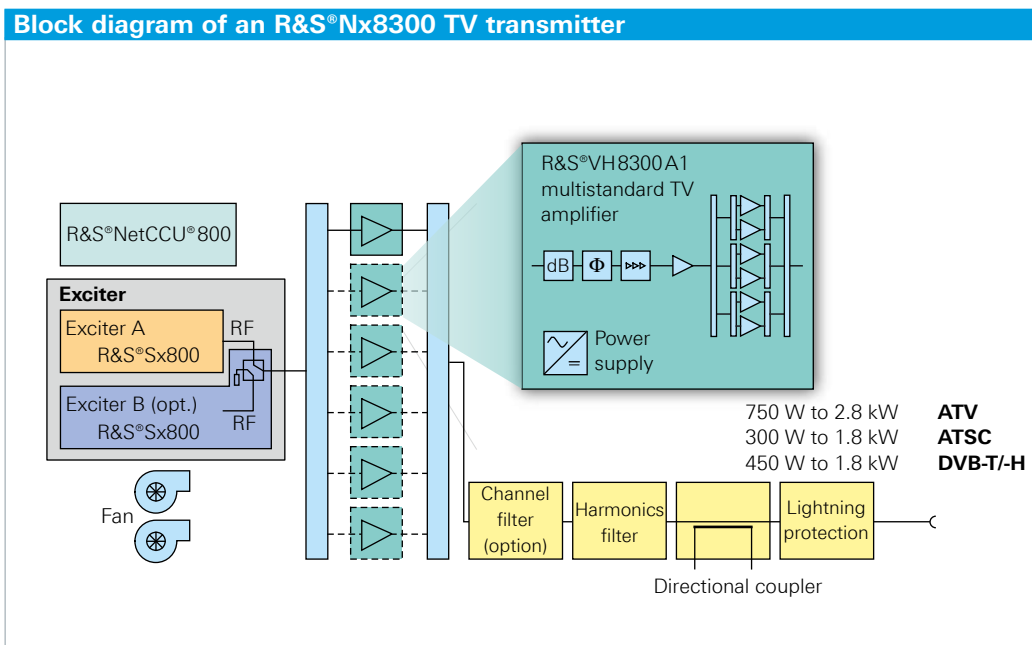 Block diagram of an R&S®Nx8300 TV transmitter
R&S®VH8300A1
multistandard TV
amplifier
R&S®NetCCU®800
dB Φ
Exciter
Exciter A
RF
R&S®Sx800
Power
supply
Exciter B (opt.)
RF
R&S®Sx800
750 W to 2.8 kW ATV
300 W to 1.8 kW ATSC
450 W to 1.8 kW DVB-T/-H
Fan
Channel
filter
(option)
Harmonics
filter
Lightning
protection
Directional coupler